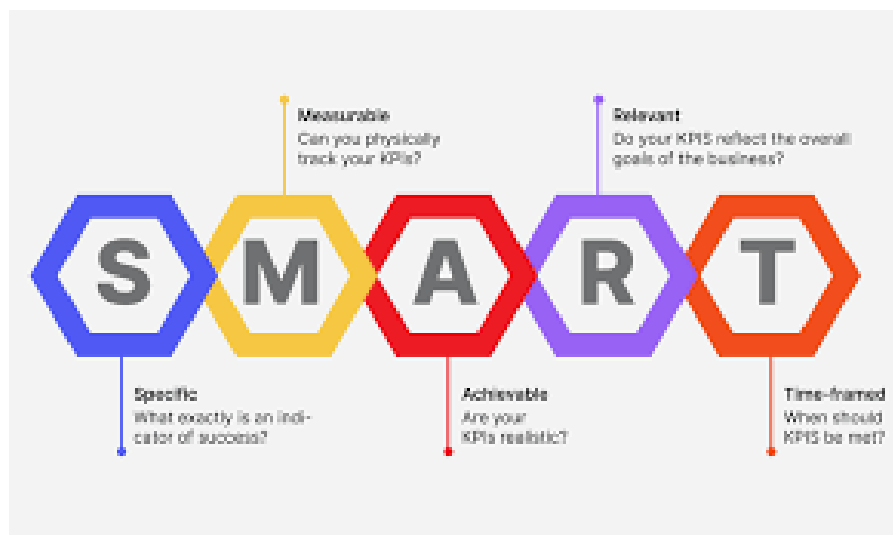 Measurable
Can you physically
track your KPIs?
Relevant
Do your KPIS reflect the overall
goals of the business?
S M A R T
Specific
What exactly is an indi-
cator of success?
Achievable
Are your
KPIs realistic?
Time-framed
When should
KPIS be met?